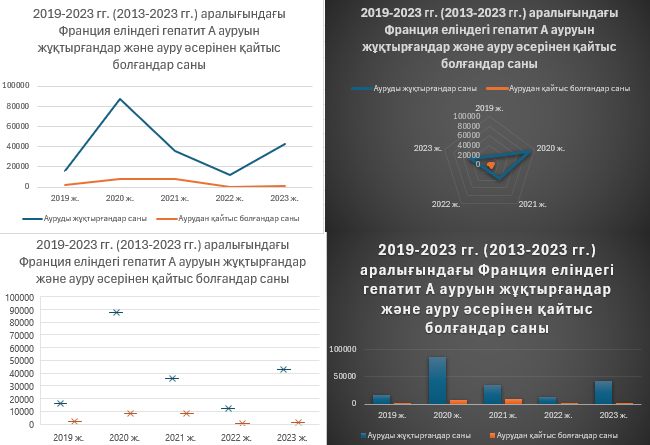 2019-2023 гг. (2013-2023 гг.) аралығындағы
Франция еліндегі гепатит А ауруын
жұқтырғандар және ауру әсерінен қайтыс
болғандар саны
100000
80000
60000
40000
20000
0
2019 ж. 2020 ж. 2021 ж. 2022 ж. 2023 ж.
Ауруды жұқтырғандар саны Аурудан қайтыс болғандар саны
2019-2023 гг. (2013-2023 гг.) аралығындағы
Франция еліндегі гепатит А ауруын
жұқтырғандар және ауру әсерінен қайтыс
болғандар саны
Ауруды жұқтырғандар саны Аурудан қайтыс болғандар саны
2019 ж.
100000
80000
60000
40000
20000
0
2020 ж.
2021 ж.
2022 ж.
2023 ж.
2019-2023 гг. (2013-2023 гг.) аралығындағы
Франция еліндегі гепатит А ауруын жұқтырғандар
және ауру әсерінен қайтыс болғандар саны
100000
90000
80000
70000
60000
50000
40000
30000
20000
10000
0
2019 ж. 2020 ж. 2021 ж. 2022 ж. 2023 ж.
2019-2023 гг. (2013-2023 гг.)
аралығындағы Франция еліндегі
гепатит А ауруын жұқтырғандар
және ауру әсерінен қайтыс
болғандар саны
100000
50000
0
2019 ж. 2020 ж. 2021 ж. 2022 ж. 2023 ж.
Ауруды жұқтырғандар саны Аурудан қайтыс болғандар саны